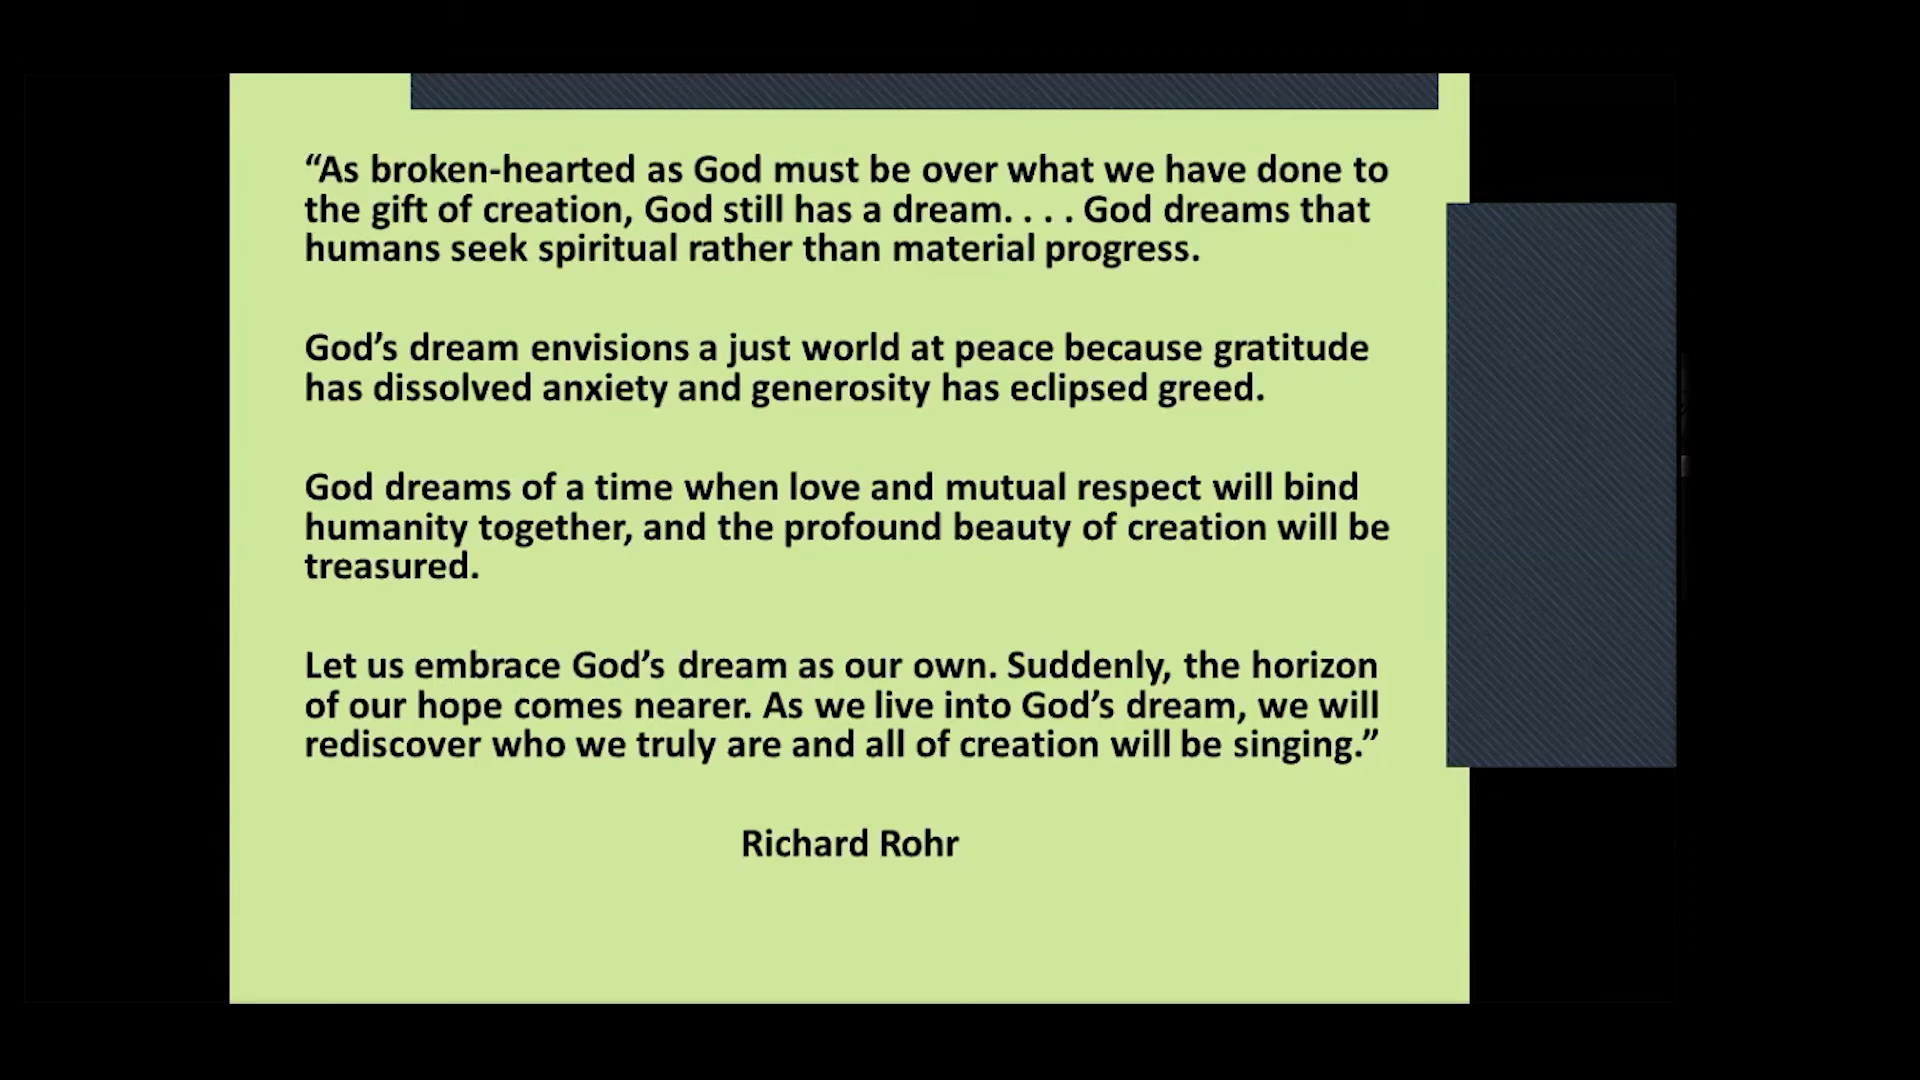 “As broken-hearted as God must be over what we have done to
the gift of creation, God still has a dream. . . . God dreams that
humans seek spiritual rather than material progress.
God’s dream envisions a just world at peace because gratitude
has dissolved anxiety and generosity has eclipsed greed.
God dreams of a time when love and mutual respect will bind
humanity together, and the profound beauty of creation will be
treasured.
Let us embrace God’s dream as our own. Suddenly, the horizon
of our hope comes nearer. As we live into God’s dream, we will
rediscover who we truly are and all of creation will be singing.”
Richard Rohr